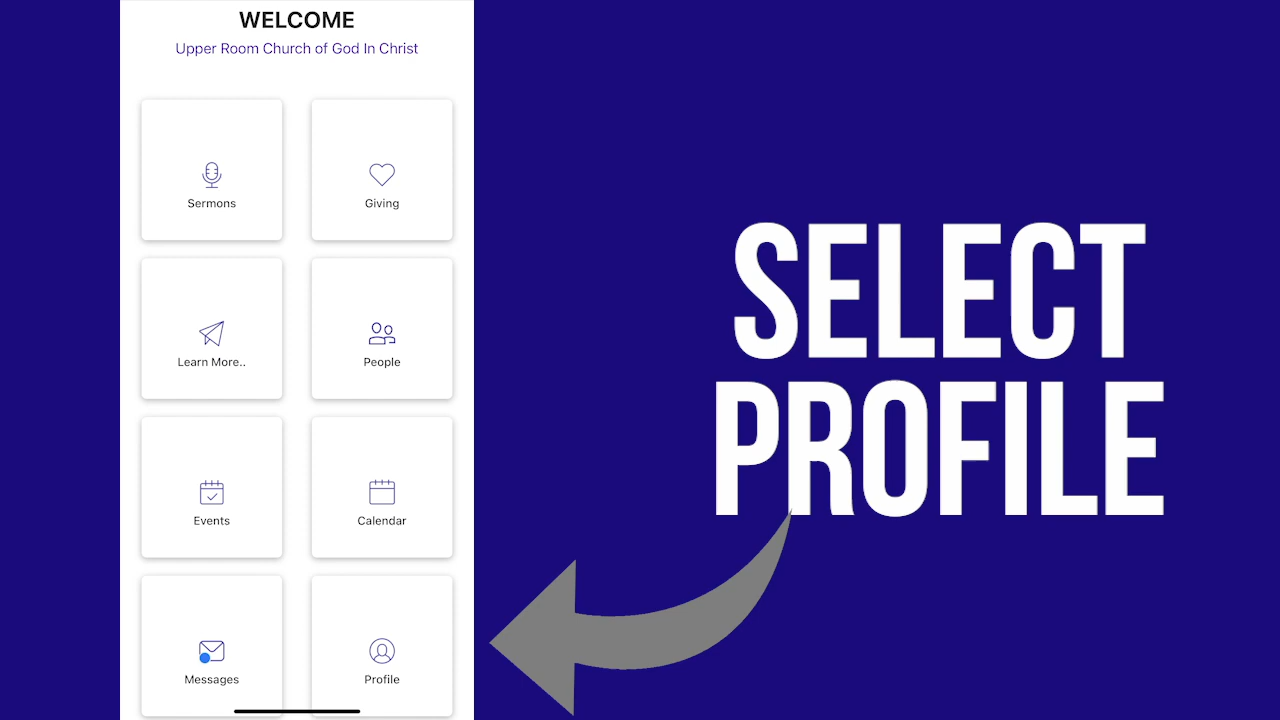 WELCOME
Upper Room Church of God In Christ
Sermons
Giving
Learn More..
People
Events
Calendar
Messages
Profile
SELECT
PROFILE